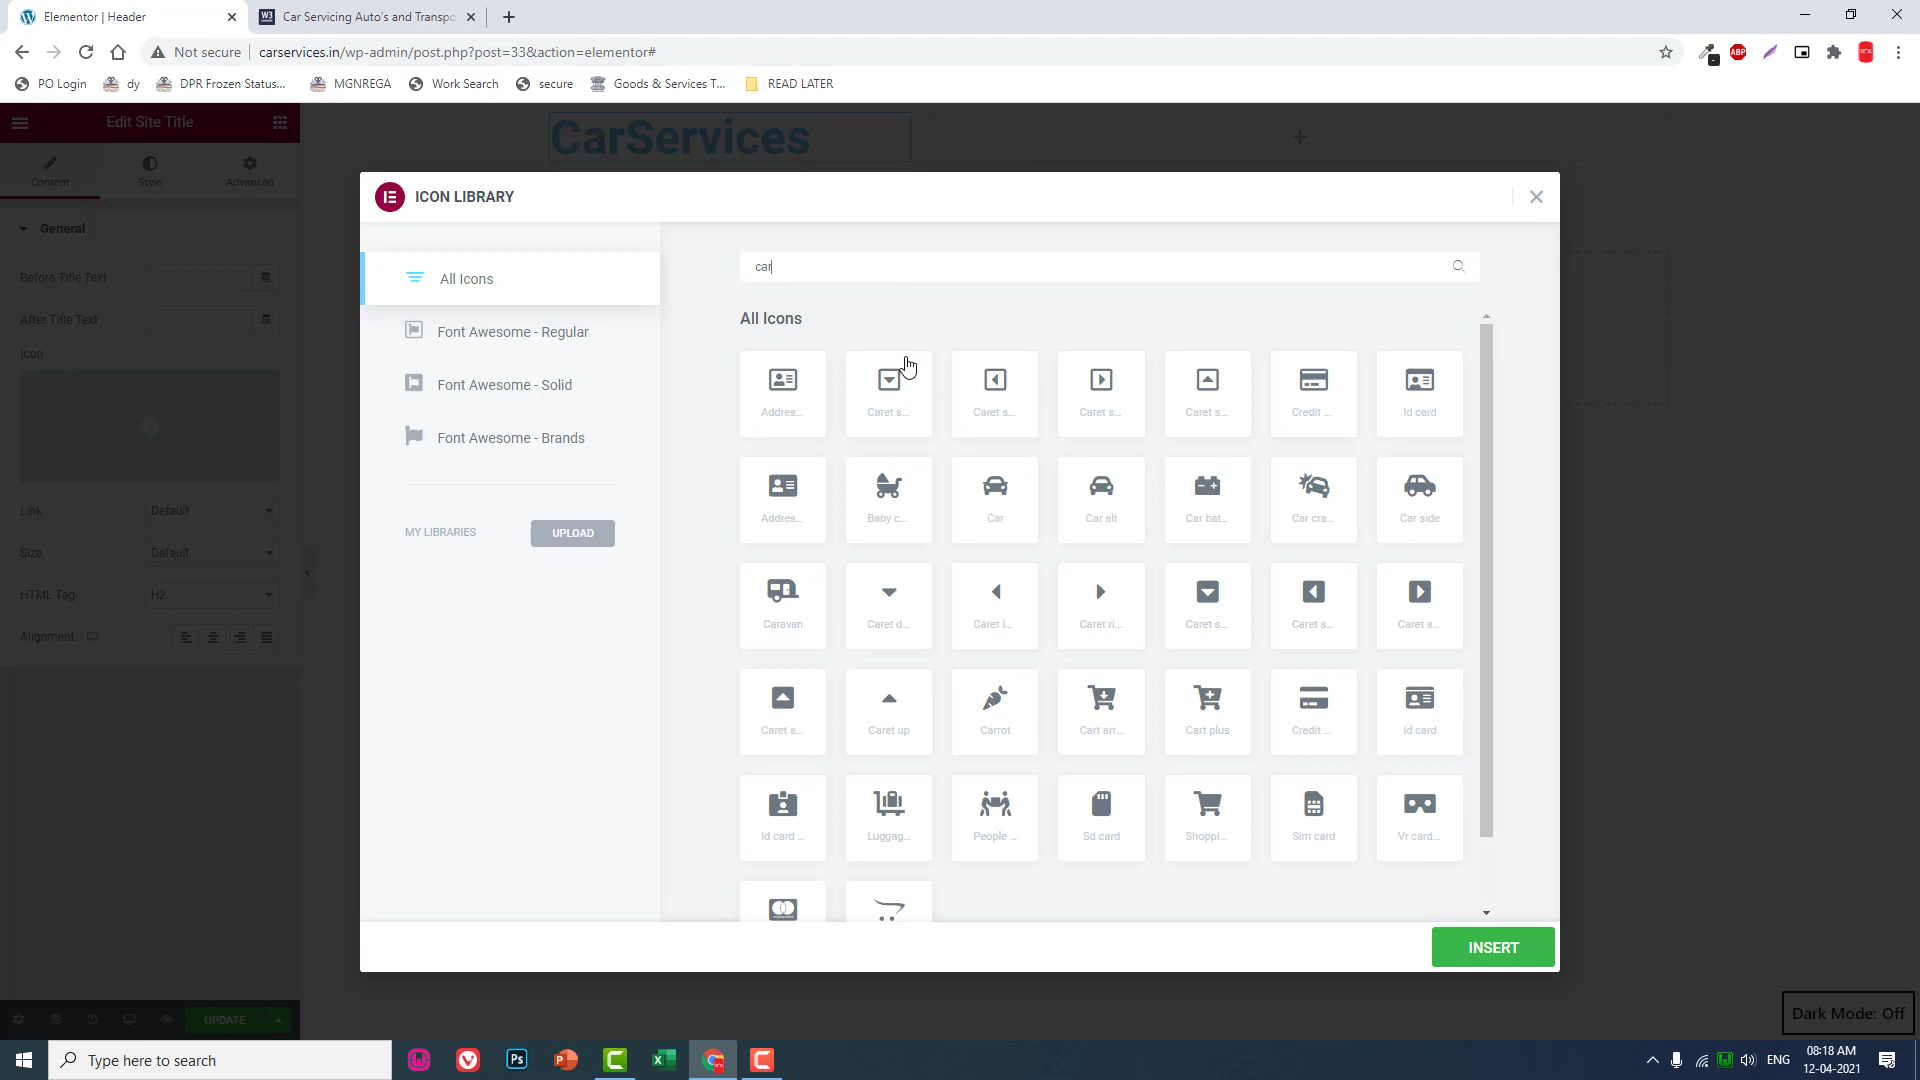 Elementor | Header
Car Servicing Auto's and Transpo
Not secure
carservices.in/wp-admin/post.php?post=33&action=elementor#
PO Login
dy
DPR Frozen Status...
MGNREGA
Work Search
secure
Goods & Services T...
READ LATER
Edit Site Title
CarServices
Content
Style
Advanced
General
Before Title Text
After Title Text
Icon
Link
Default
Size
Default
HTML Tag
H2
Alignment
UPDATE
ICON LIBRARY
All Icons
Font Awesome - Regular
Font Awesome - Solid
Font Awesome - Brands
MY LIBRARIES
UPLOAD
car
All Icons
Addres...
Caret s...
Caret s...
Caret s...
Caret s...
Credit ...
Id card
Addres...
Baby c...
Car
Car alt
Car bat...
Car cra...
Car side
Caravan
Caret d...
Caret l...
Caret ri...
Caret s...
Caret s...
Caret s...
Caret s...
Caret up
Carrot
Cart arr...
Cart plus
Credit ...
Id card
Id card ...
Luggag...
People ...
Sd card
Shoppi...
Sim card
Vr card...
INSERT
Dark Mode: Off
Type here to search
ENG
08:18 AM
12-04-2021